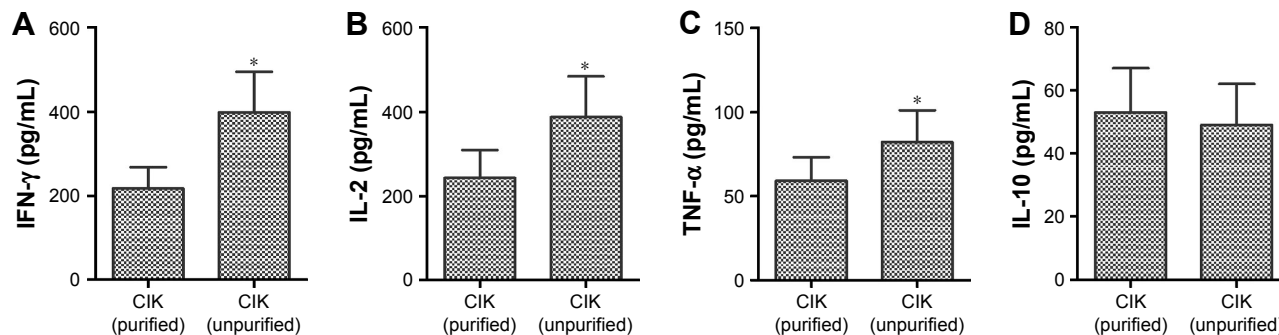 A
IFN-γ (pg/mL)
600
400
200
0
*
CIK
(purified)
CIK
(unpurified)
B
IL-2 (pg/mL)
600
400
200
0
*
CIK
(purified)
CIK
(unpurified)
C
TNF-α (pg/mL)
150
100
50
0
*
CIK
(purified)
CIK
(unpurified)
D
IL-10 (pg/mL)
80
60
40
20
0
CIK
(purified)
CIK
(unpurified)